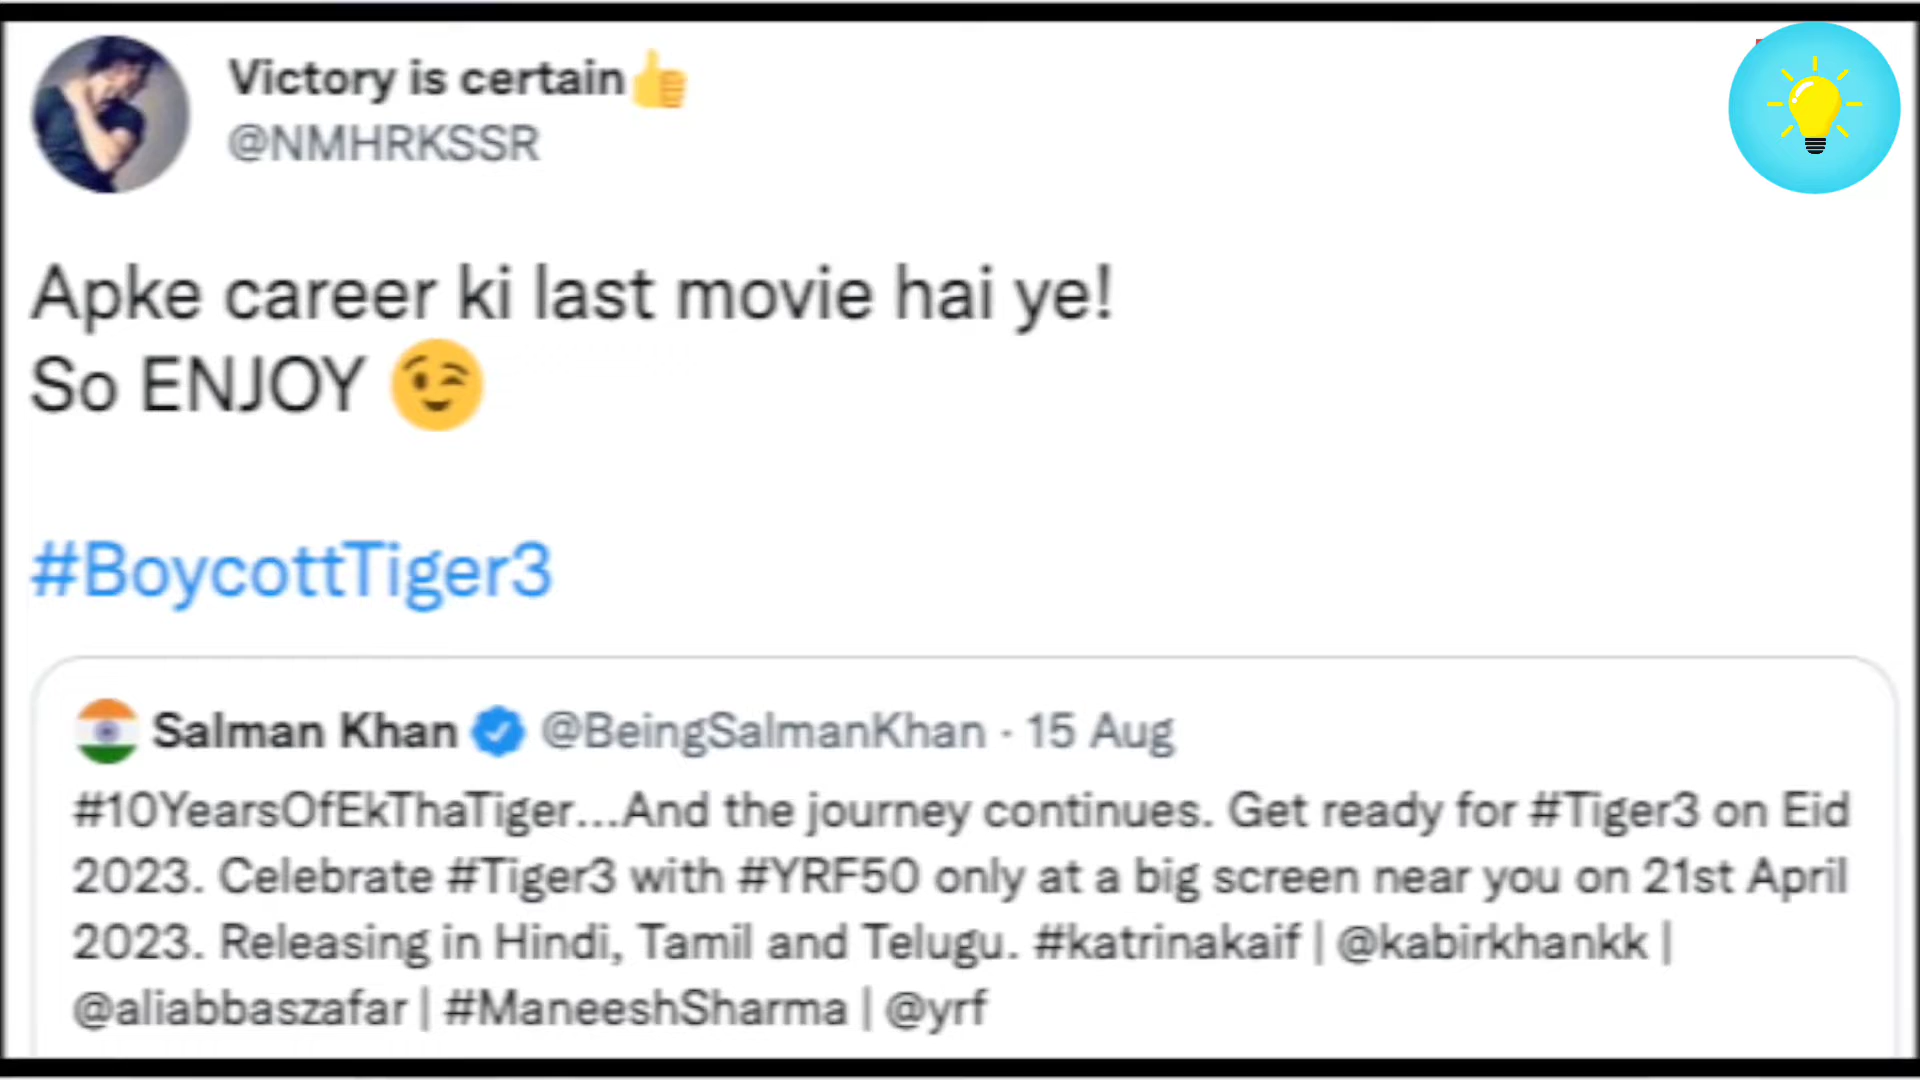 Victory is certain👍
@NMHRKSSR
Apke career ki last movie hai ye!
So ENJOY 😉
#BoycottTiger3
Salman Khan @BeingSalmanKhan · 15 Aug
#10YearsOfEkThaTiger...And the journey continues. Get ready for #Tiger3 on Eid
2023. Celebrate #Tiger3 with #YRF50 only at a big screen near you on 21st April
2023. Releasing in Hindi, Tamil and Telugu. #katrinakaif | @kabirkhankk |
@aliabbaszafar | #ManeeshSharma | @yrf